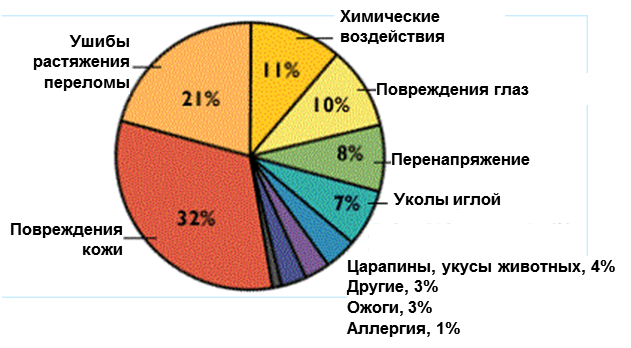 Химические
воздействия
11%
Повреждения глаз
10%
Перенапряжение
8%
Уколы иглой
7%
Царапины, укусы животных, 4%
Другие, 3%
Ожоги, 3%
Аллергия, 1%
Повреждения
кожи
32%
Ушибы
растяжения
переломы
21%